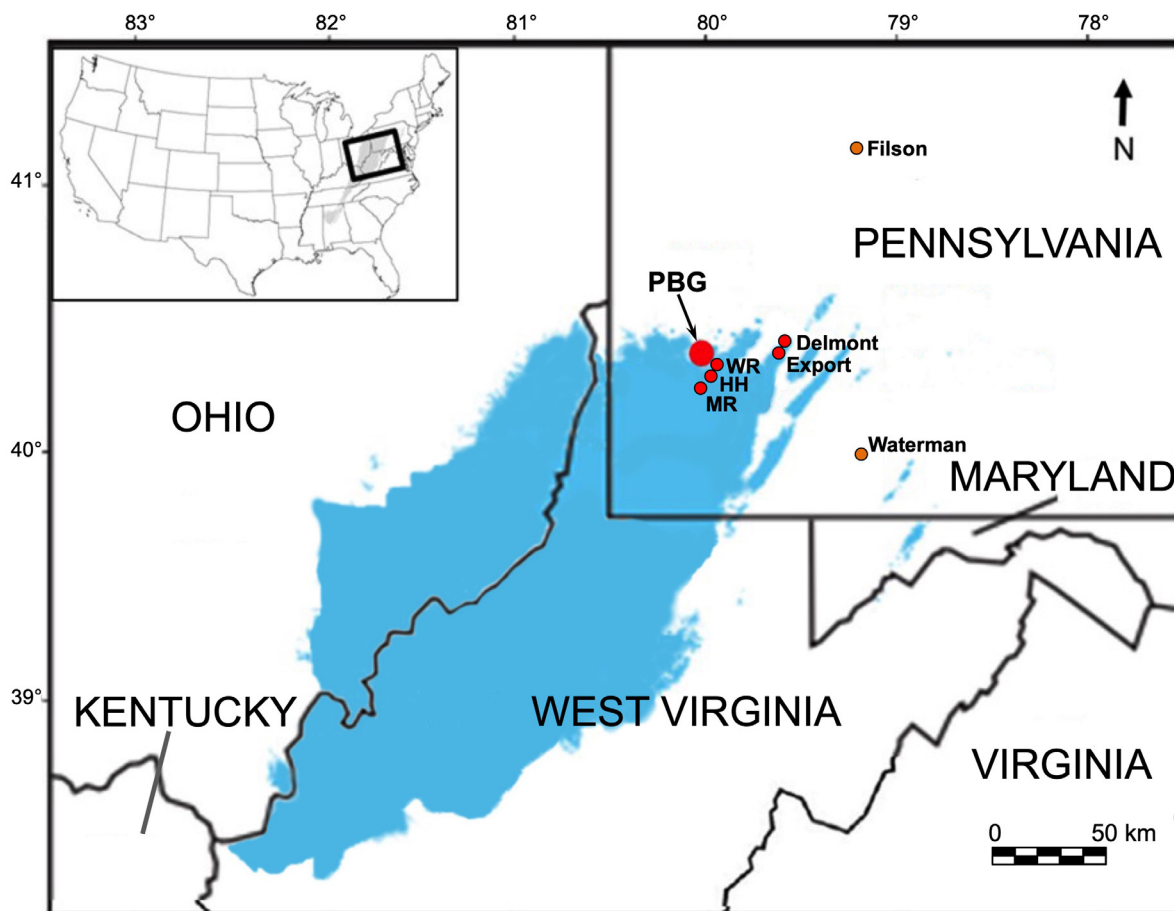 83°
82°
81°
80°
79°
78°
41°
40°
39°
N
Filson
PENNSYLVANIA
PBG
Delmont
Export
WR
HH
MR
OHIO
Waterman
MARYLAND
KENTUCKY
WEST VIRGINIA
VIRGINIA
0 50 km